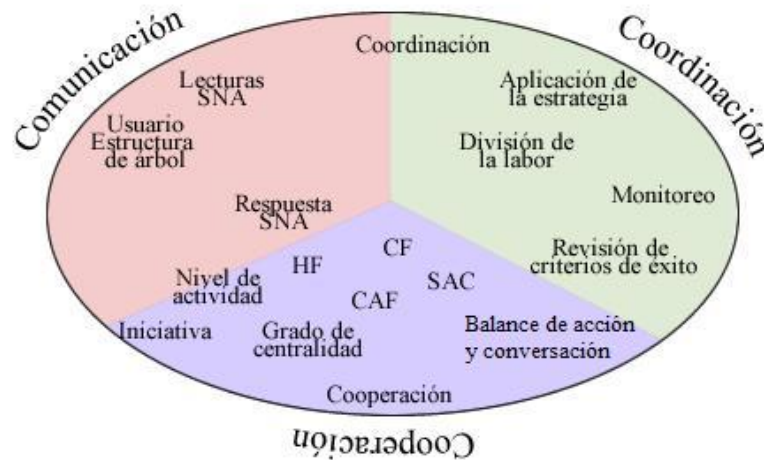 Comunicación
Coordinación
Coordinación
Lecturas
SNA
Usuario
Estructura
de árbol
Respuesta
SNA
Aplicación de
la estrategia
División de
la labor
Monitoreo
Revisión de
criterios de éxito
Nivel de
actividad
HF
CF
SAC
CAF
Iniciativa
Grado de
centralidad
Balance de acción
y conversación
Cooperación
Cooperación